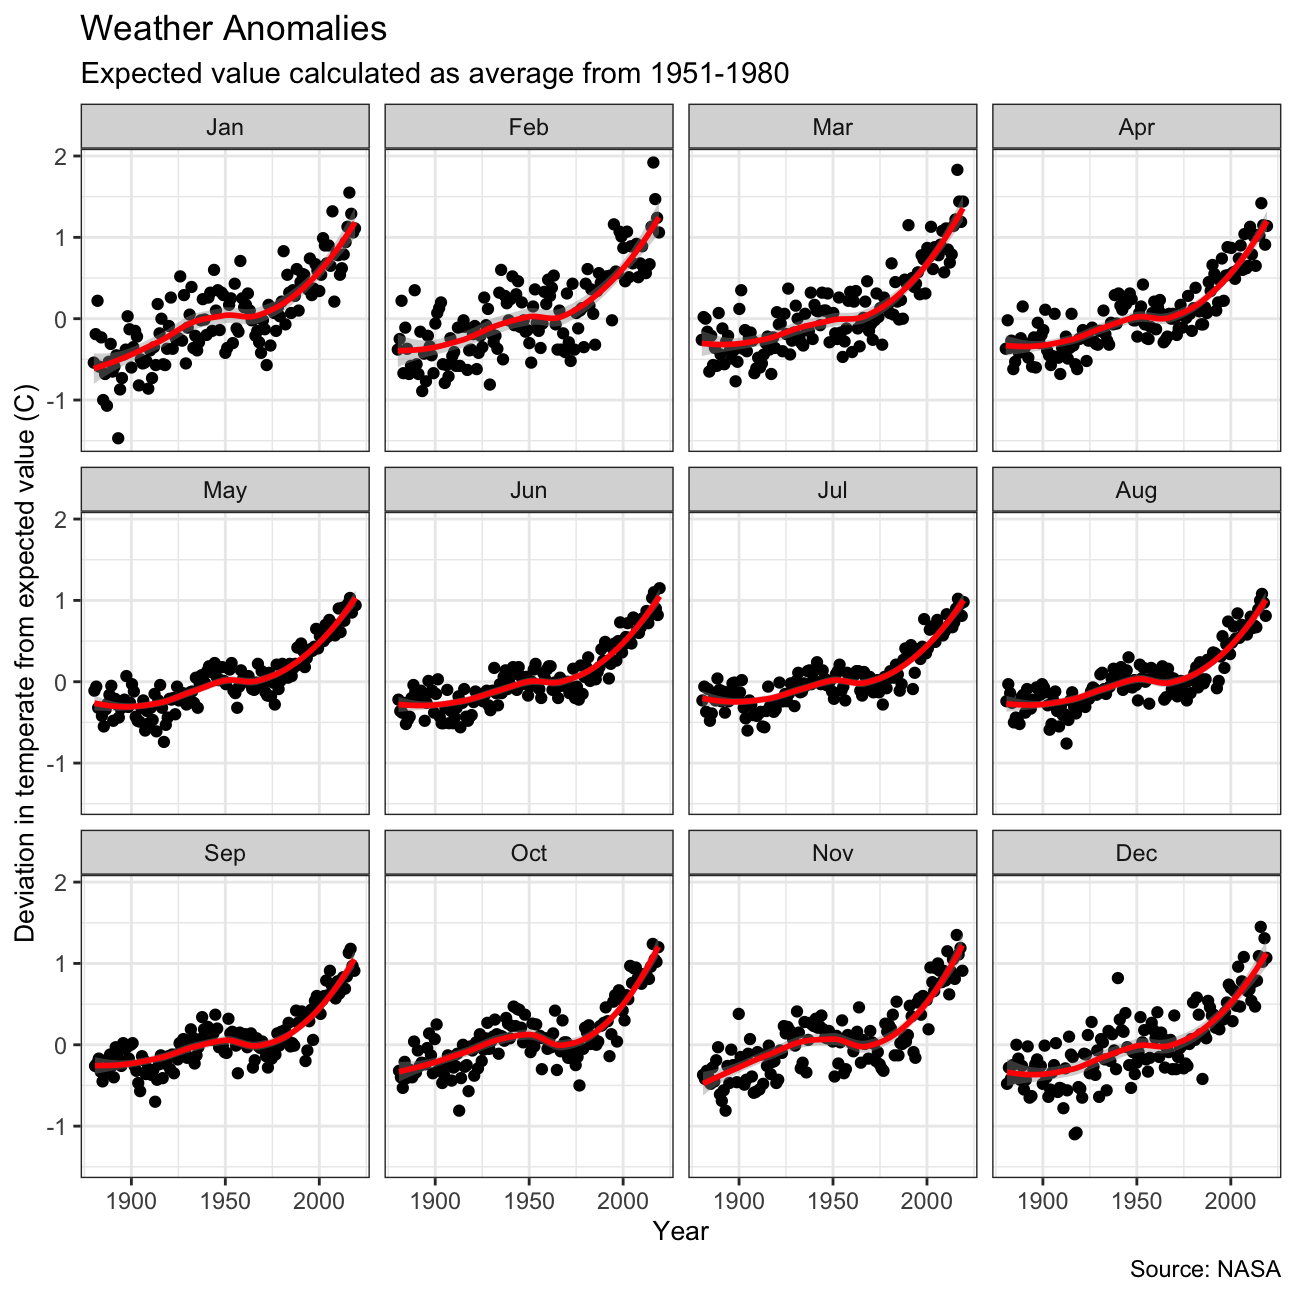 Weather Anomalies
Expected value calculated as average from 1951-1980
Jan
Feb
Mar
Apr
2
1
0
-1
May
Jun
Jul
Aug
2
1
0
-1
Sep
Oct
Nov
Dec
2
1
0
-1
1900
1950
2000
1900
1950
2000
1900
1950
2000
1900
1950
2000
Deviation in temperate from expected value (C)
Year
Source: NASA